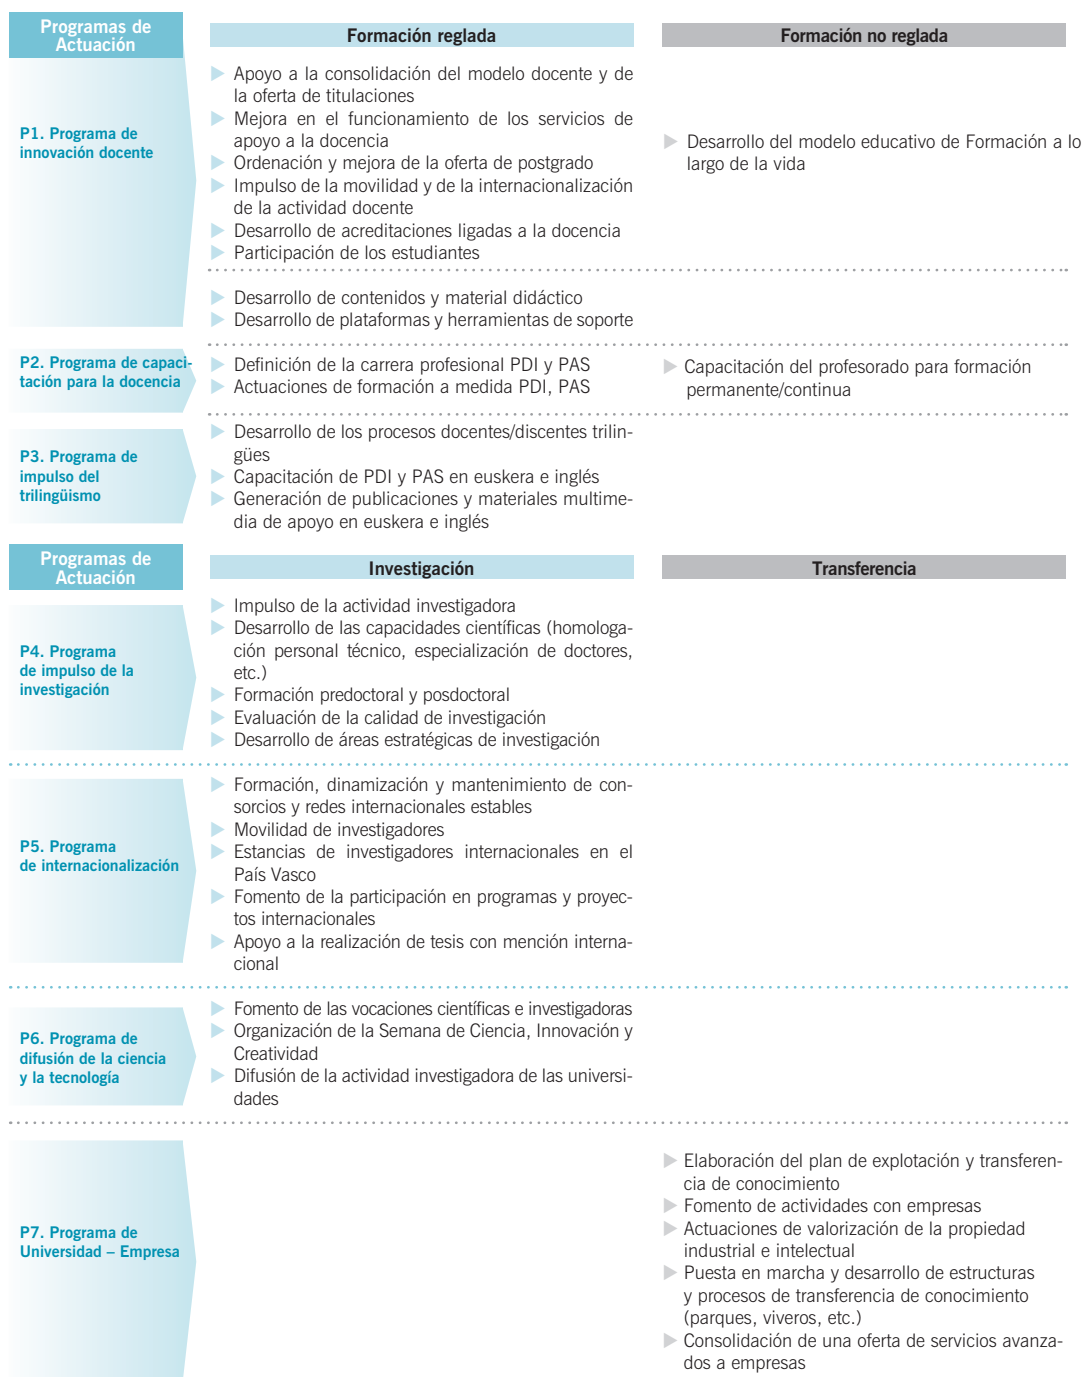 Programas de
Actuación
Formación reglada
Formación no reglada
P1. Programa de
innovación docente
Apoyo a la consolidación del modelo docente y de
la oferta de titulaciones
Mejora en el funcionamiento de los servicios de
apoyo a la docencia
Ordenación y mejora de la oferta de postgrado
Impulso de la movilidad y de la internacionalización
de la actividad docente
Desarrollo de acreditaciones ligadas a la docencia
Participación de los estudiantes
Desarrollo del modelo educativo de Formación a lo
largo de la vida
Desarrollo de contenidos y material didáctico
Desarrollo de plataformas y herramientas de soporte
P2. Programa de capaci-
tación para la docencia
Definición de la carrera profesional PDI y PAS
Actuaciones de formación a medida PDI, PAS
Capacitación del profesorado para formación
permanente/continua
P3. Programa de
impulso del
trilingüismo
Desarrollo de los procesos docentes/discentes trilin-
gües
Capacitación de PDI y PAS en euskera e inglés
Generación de publicaciones y materiales multime-
dia de apoyo en euskera e inglés
Programas de
Actuación
Investigación
Transferencia
P4. Programa
de impulso de la
investigación
Impulso de la actividad investigadora
Desarrollo de las capacidades científicas (homologa-
ción personal técnico, especialización de doctores,
etc.)
Formación predoctoral y posdoctoral
Evaluación de la calidad de investigación
Desarrollo de áreas estratégicas de investigación
P5. Programa
de internacionalización
Formación, dinamización y mantenimiento de con-
sorcios y redes internacionales estables
Movilidad de investigadores
Estancias de investigadores internacionales en el
País Vasco
Fomento de la participación en programas y proyec-
tos internacionales
Apoyo a la realización de tesis con mención interna-
cional
P6. Programa de
difusión de la ciencia
y la tecnología
Fomento de las vocaciones científicas e investigadoras
Organización de la Semana de Ciencia, Innovación y
Creatividad
Difusión de la actividad investigadora de las universi-
dades
P7. Programa de
Universidad – Empresa
Elaboración del plan de explotación y transferen-
cia de conocimiento
Fomento de actividades con empresas
Actuaciones de valorización de la propiedad
industrial e intelectual
Puesta en marcha y desarrollo de estructuras
y procesos de transferencia de conocimiento
(parques, viveros, etc.)
Consolidación de una oferta de servicios avanza-
dos a empresas